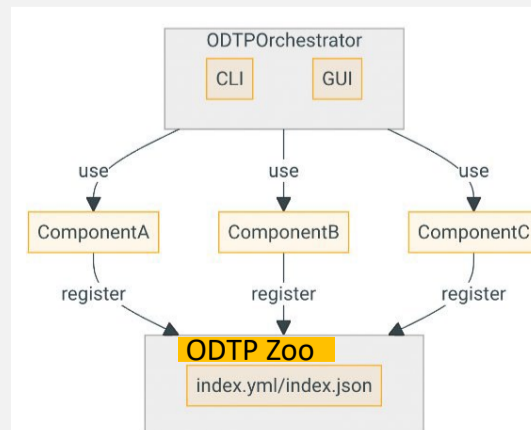 ODTPOrchestrator
CLI GUI
use use use
ComponentA ComponentB ComponentC
register register register
ODTP Zoo
index.yml/index.json